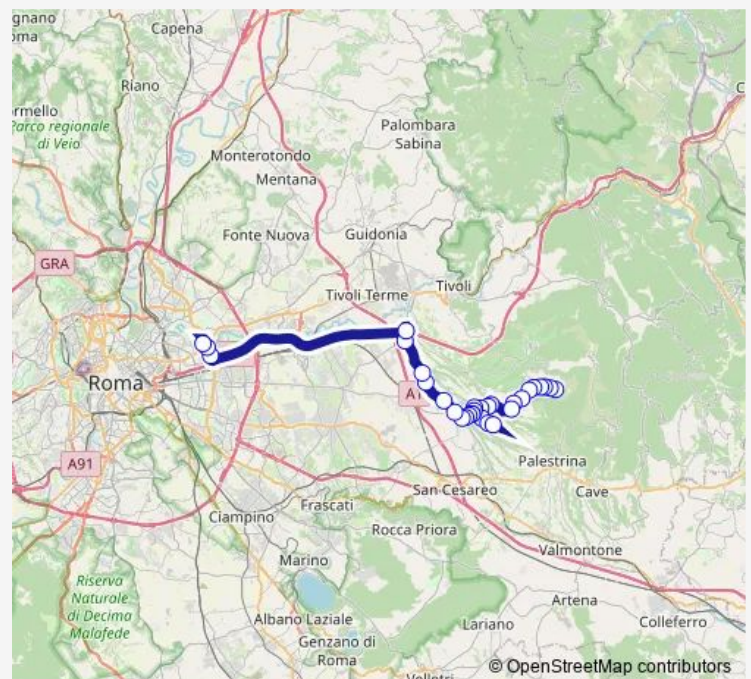 gnano
oma
Capena
Riano
ormello
Parco regionale
di Veio
Palombara
Sabina
Monterotondo
Mentana
Fonte Nuova
Guidonia
GRA
Tivoli Terme
Tivoli
Roma
A1
A91
Palestrina
San Cesareo
Cave
Ciampino
Frascati
Rocca Priora
Valmontone
Marino
Riserva
Naturale
di Decima
Malafede
Albano Laziale
Lariano
Artena
Colleferro
Genzano di
Roma
Velletri
© OpenStreetMap contributors